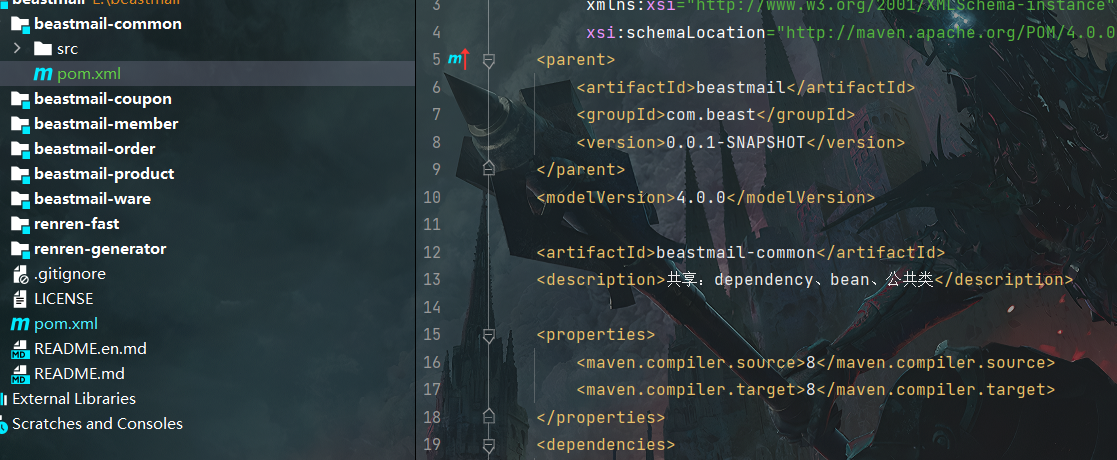 beastmail E:\beastmail
beastmail-common
src
pom.xml
beastmail-coupon
beastmail-member
beastmail-order
beastmail-product
beastmail-ware
renren-fast
renren-generator
.gitignore
LICENSE
pom.xml
README.en.md
README.md
External Libraries
Scratches and Consoles
3 xmlns:xsi="http://www.w3.org/2001/XMLSchema-instance"
4 xsi:schemaLocation="http://maven.apache.org/POM/4.0.0
5 <parent>
6 <artifactId>beastmail</artifactId>
7 <groupId>com.beast</groupId>
8 <version>0.0.1-SNAPSHOT</version>
9 </parent>
10 <modelVersion>4.0.0</modelVersion>
11
12 <artifactId>beastmail-common</artifactId>
13 <description>共享：dependency、bean、公共类</description>
14
15 <properties>
16 <maven.compiler.source>8</maven.compiler.source>
17 <maven.compiler.target>8</maven.compiler.target>
18 </properties>
19 <dependencies>